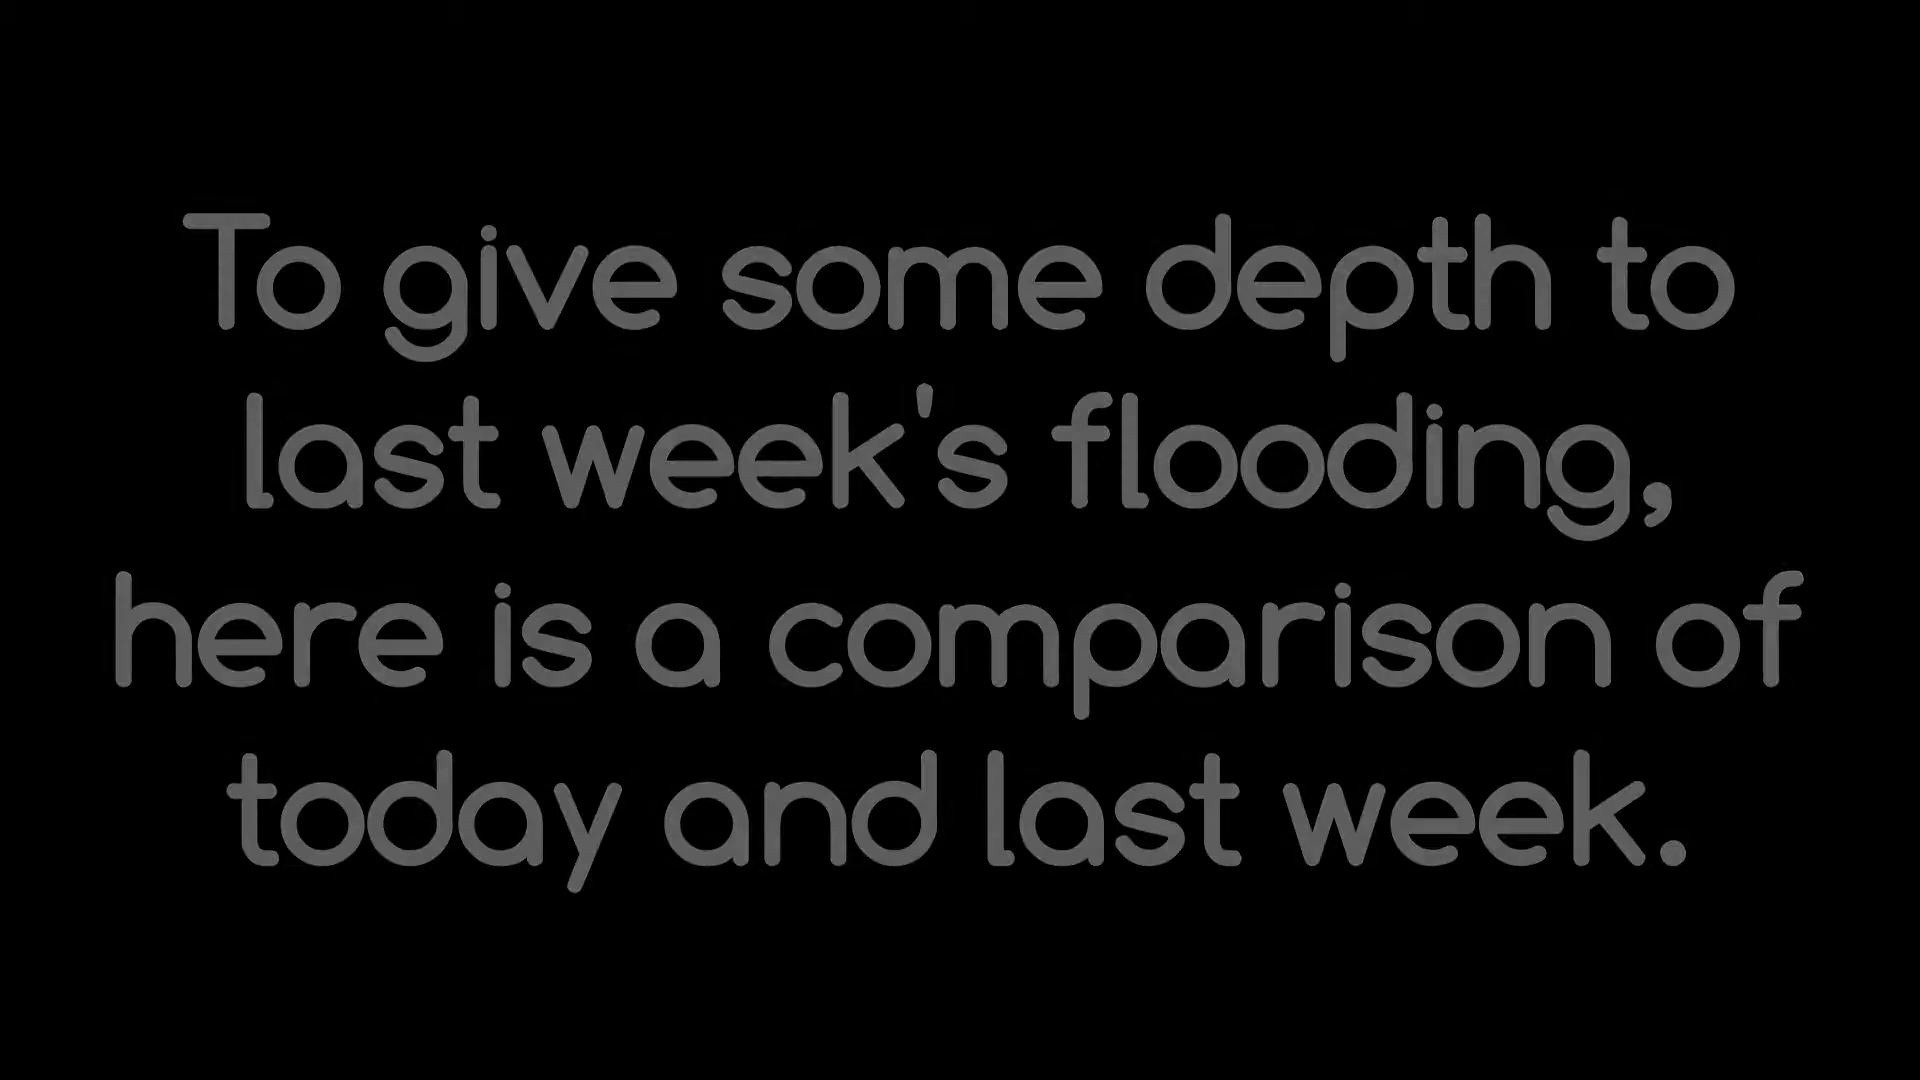 To give some depth to
last week's flooding,
here is a comparison of
today and last week.